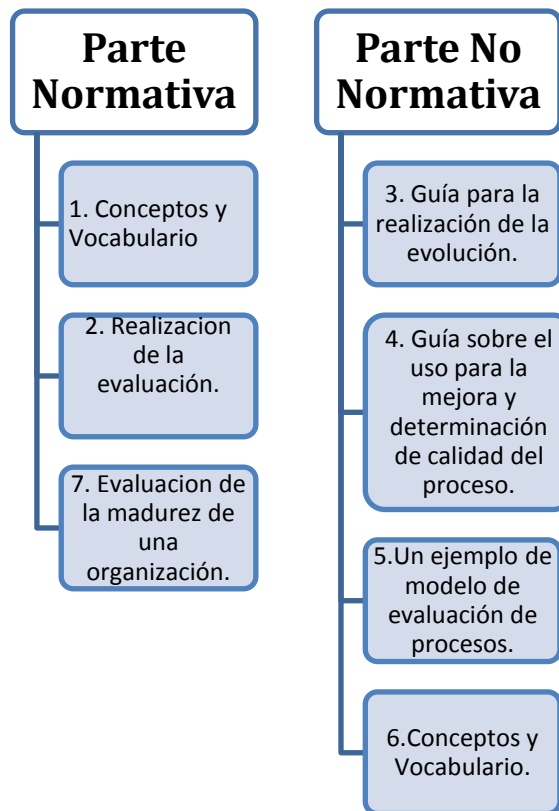 Parte
Normativa
1. Conceptos y
Vocabulario
2. Realizacion
de la
evaluación.
7. Evaluacion de
la madurez de
una
organización.
Parte No
Normativa
3. Guía para la
realización de la
evolución.
4. Guía sobre el
uso para la
mejora y
determinación
de calidad del
proceso.
5.Un ejemplo de
modelo de
evaluación de
procesos.
6.Conceptos y
Vocabulario.